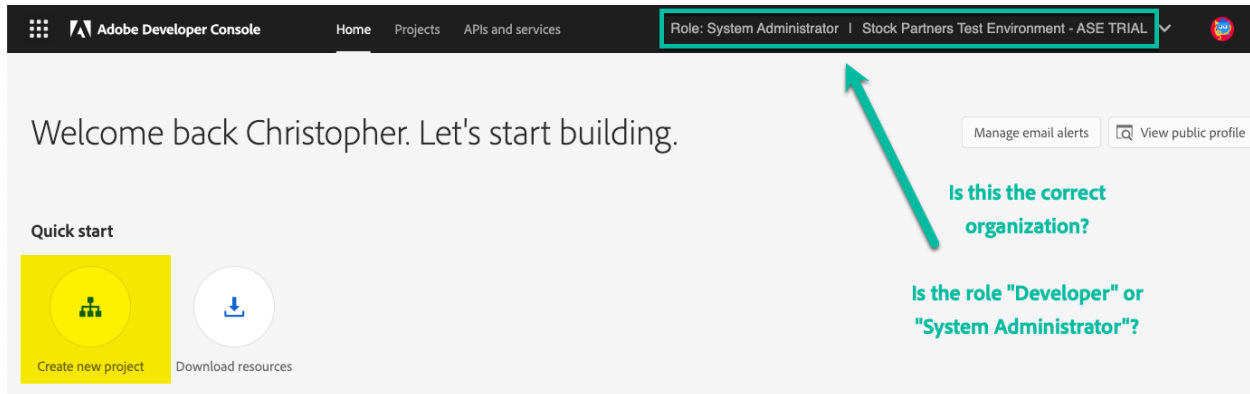 Adobe Developer Console Home Projects APIs and services Role: System Administrator | Stock Partners Test Environment - ASE TRIAL
Welcome back Christopher. Let's start building.
Manage email alerts View public profile
Is this the correct
organization?
Quick start
Is the role "Developer" or
"System Administrator"?
Create new project Download resources